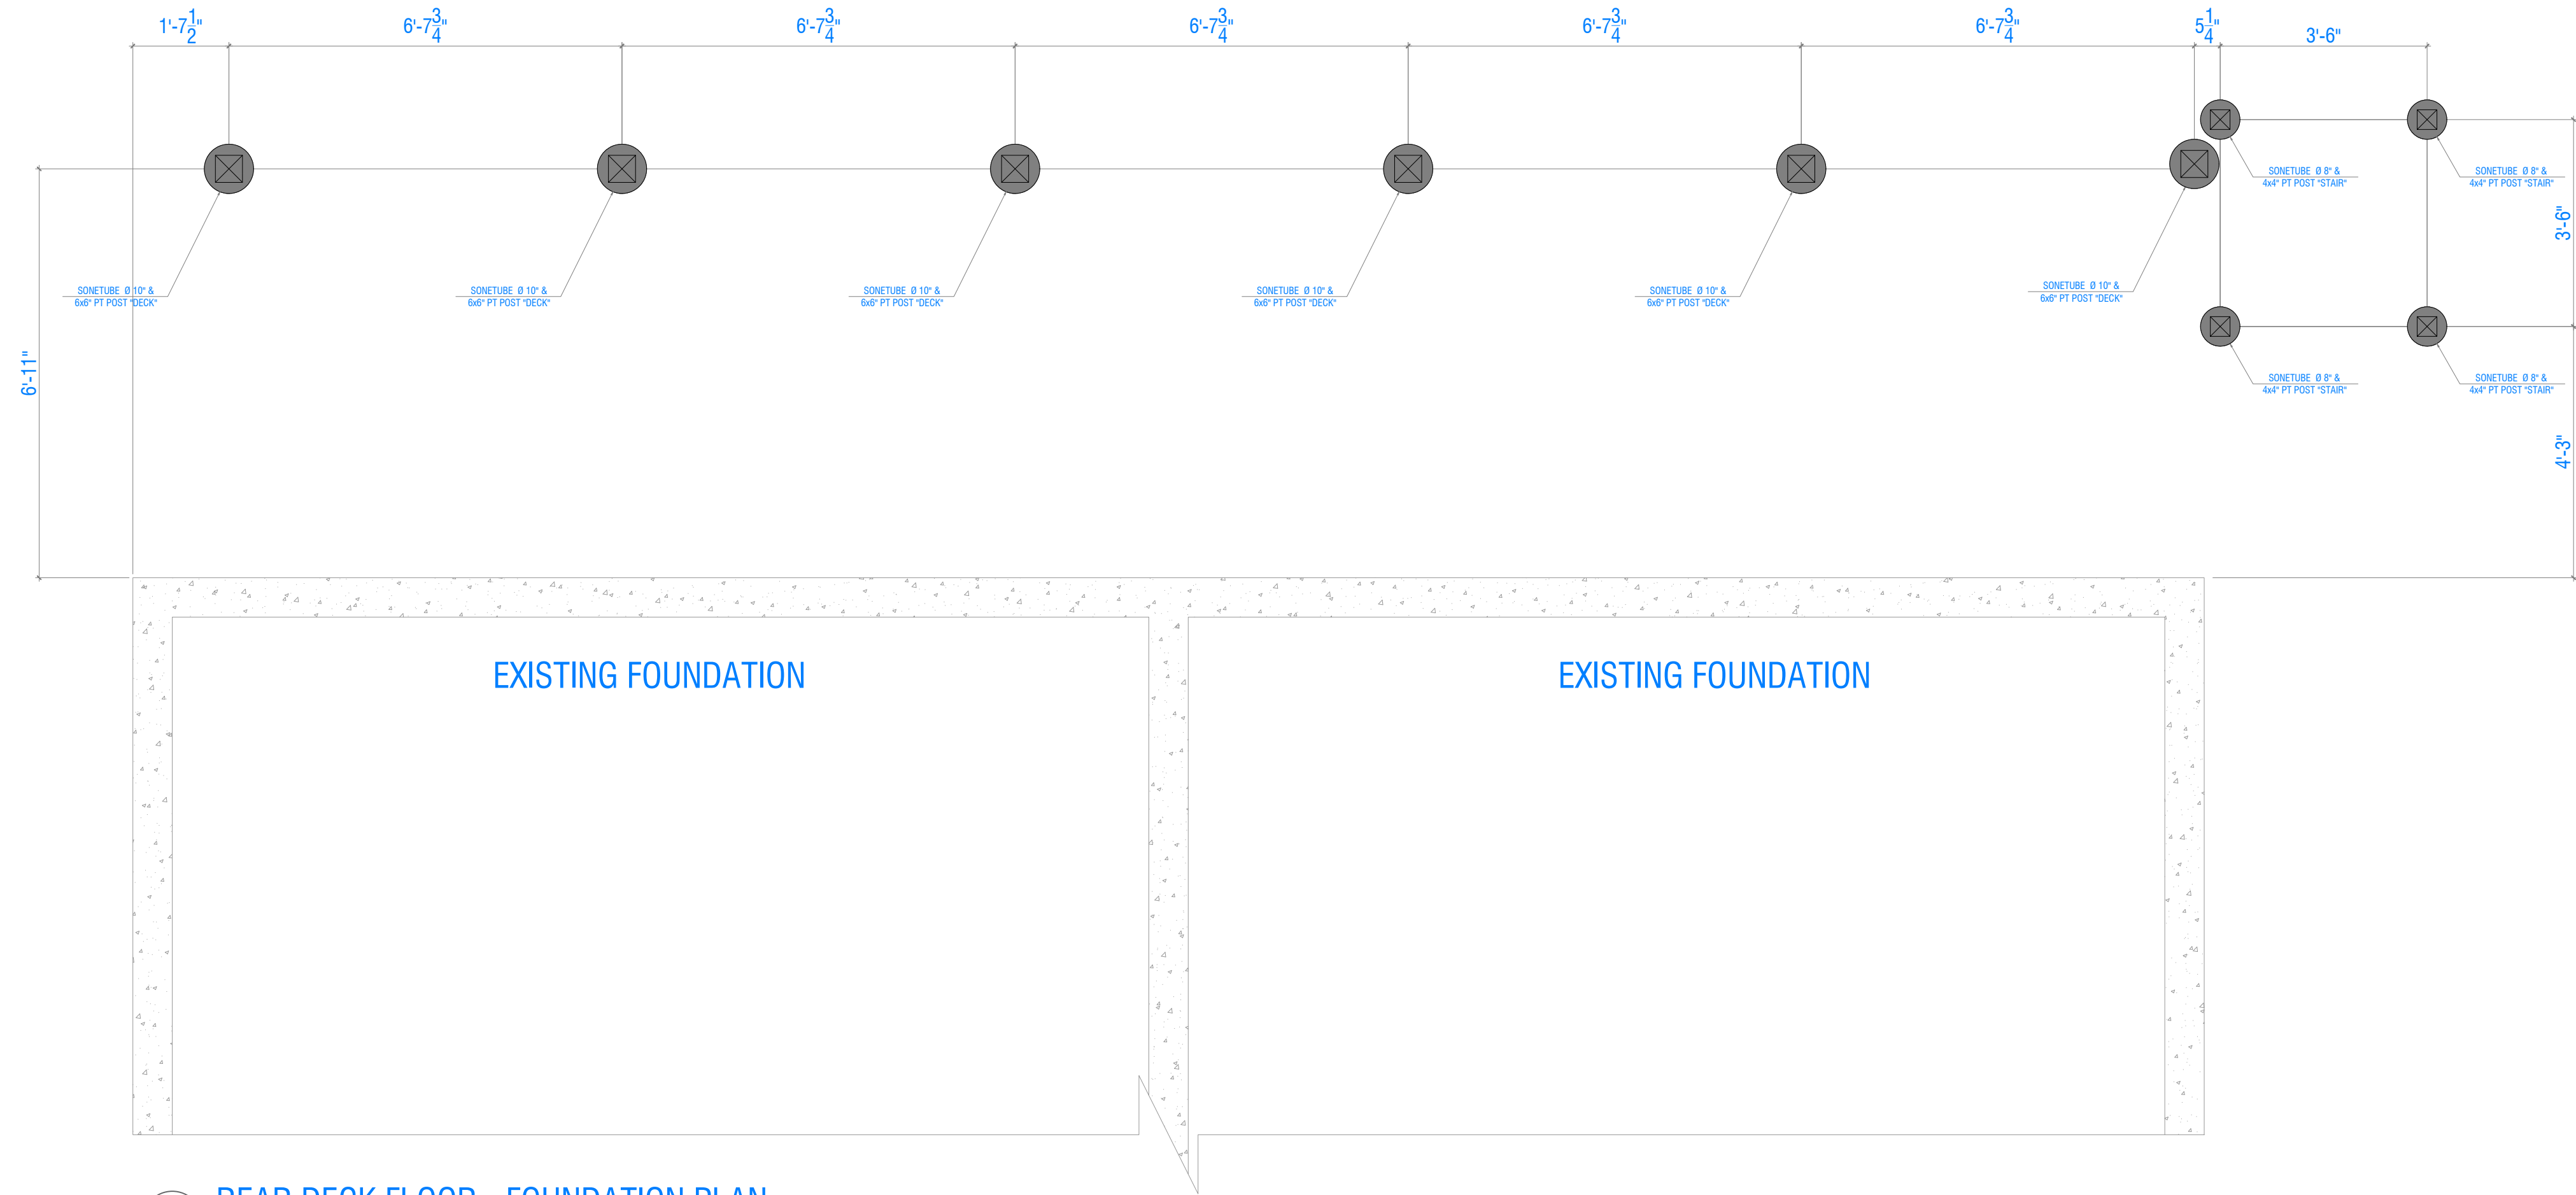 1'-7 1/2"
6'-7 3/4"
6'-7 3/4"
6'-7 3/4"
6'-7 3/4"
6'-7 3/4"
5 1/4"
3'-6"
SONETUBE Ø 8" &
4x4" PT POST "STAIR"
SONETUBE Ø 8" &
4x4" PT POST "STAIR"
3'-6"
SONETUBE Ø 10" &
6x6" PT POST "DECK"
SONETUBE Ø 10" &
6x6" PT POST "DECK"
SONETUBE Ø 10" &
6x6" PT POST "DECK"
SONETUBE Ø 10" &
6x6" PT POST "DECK"
SONETUBE Ø 10" &
6x6" PT POST "DECK"
SONETUBE Ø 10" &
6x6" PT POST "DECK"
6'-11"
SONETUBE Ø 8" &
4x4" PT POST "STAIR"
SONETUBE Ø 8" &
4x4" PT POST "STAIR"
4'-3"
EXISTING FOUNDATION
EXISTING FOUNDATION
REAR DECK FLOOR - FOUNDATION PLAN